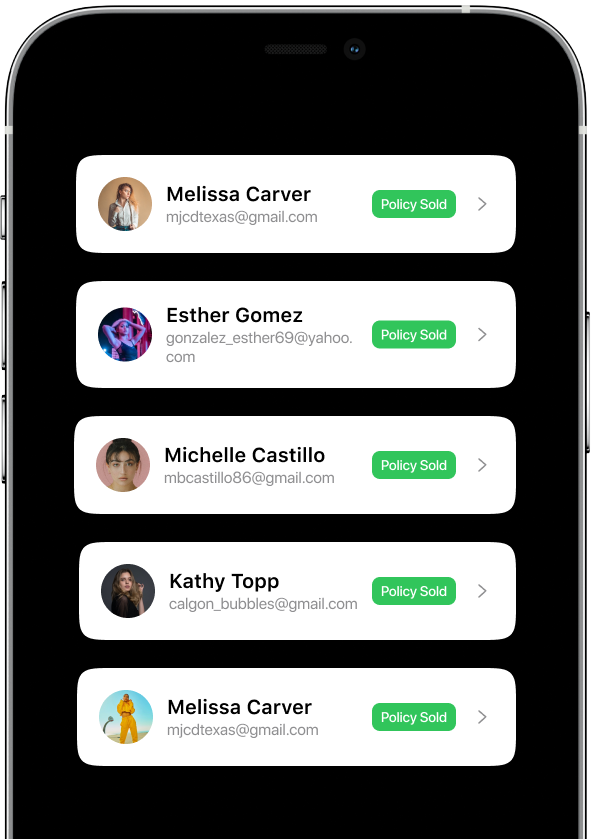 Melissa Carver
mjcdtexas@gmail.com
Policy Sold
Esther Gomez
gonzalez_esther69@yahoo.
com
Policy Sold
Michelle Castillo
mbcastillo86@gmail.com
Policy Sold
Kathy Topp
calgon_bubbles@gmail.com
Policy Sold
Melissa Carver
mjcdtexas@gmail.com
Policy Sold